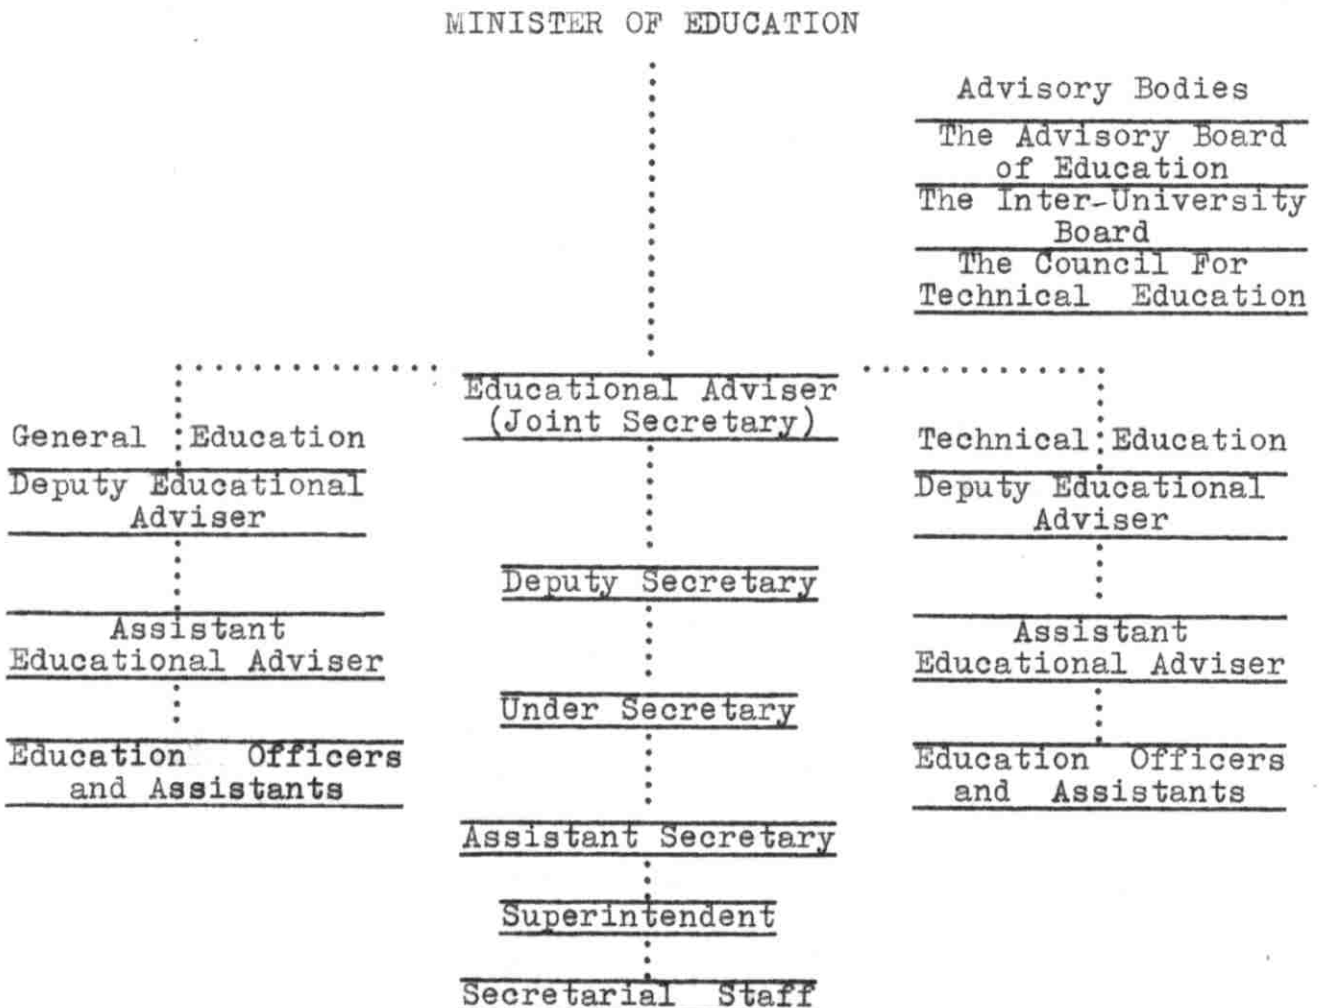 MINISTER OF EDUCATION
Advisory Bodies
The Advisory Board
of Education
The Inter-University
Board
The Council For
Technical Education
Educational Adviser
(Joint Secretary)
General Education
Deputy Educational
Adviser
Assistant
Educational Adviser
Education Officers
and Assistants
Deputy Secretary
Under Secretary
Assistant Secretary
Superintendent
Secretarial Staff
Technical Education
Deputy Educational
Adviser
Assistant
Educational Adviser
Education Officers
and Assistants